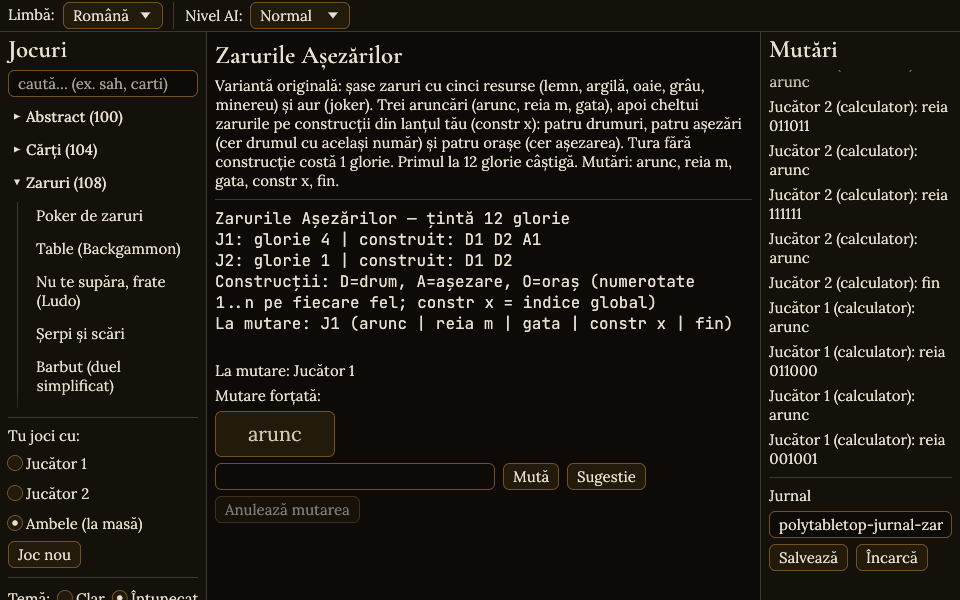 Limbă: Română ▼ Nivel AI: Normal ▼
Jocuri
caută... (ex. sah, carti)
▸ Abstract (100)
▸ Cărți (104)
▾ Zaruri (108)
Poker de zaruri
Table (Backgammon)
Nu te supăra, frate
(Ludo)
Șerpi și scări
Barbut (duel
simplificat)
Tu joci cu:
Jucător 1
Jucător 2
Ambele (la masă)
Joc nou
Temă: Clar Întunecat
Zarurile Așezărilor
Variantă originală: șase zaruri cu cinci resurse (lemn, argilă, oaie, grâu,
minereu) și aur (joker). Trei aruncări (arunc, reia m, gata), apoi cheltui
zarurile pe construcții din lanțul tău (constr x): patru drumuri, patru așezări
(cer drumul cu același număr) și patru orașe (cer așezarea). Tura fără
construcție costă 1 glorie. Primul la 12 glorie câștigă. Mutări: arunc, reia m,
gata, constr x, fin.
Zarurile Așezărilor — țintă 12 glorie
J1: glorie 4 | construit: D1 D2 A1
J2: glorie 1 | construit: D1 D2
Construcții: D=drum, A=așezare, O=oraș (numerotate
1..n pe fiecare fel; constr x = indice global)
La mutare: J1 (arunc | reia m | gata | constr x | fin)
La mutare: Jucător 1
Mutare forțată:
arunc
Mută Sugestie
Anulează mutarea
Mutări
arunc
Jucător 2 (calculator): reia
011011
Jucător 2 (calculator):
arunc
Jucător 2 (calculator): reia
111111
Jucător 2 (calculator):
arunc
Jucător 2 (calculator): fin
Jucător 1 (calculator):
arunc
Jucător 1 (calculator): reia
011000
Jucător 1 (calculator):
arunc
Jucător 1 (calculator): reia
001001
Jurnal
polytabletop-jurnal-zar
Salvează Încarcă